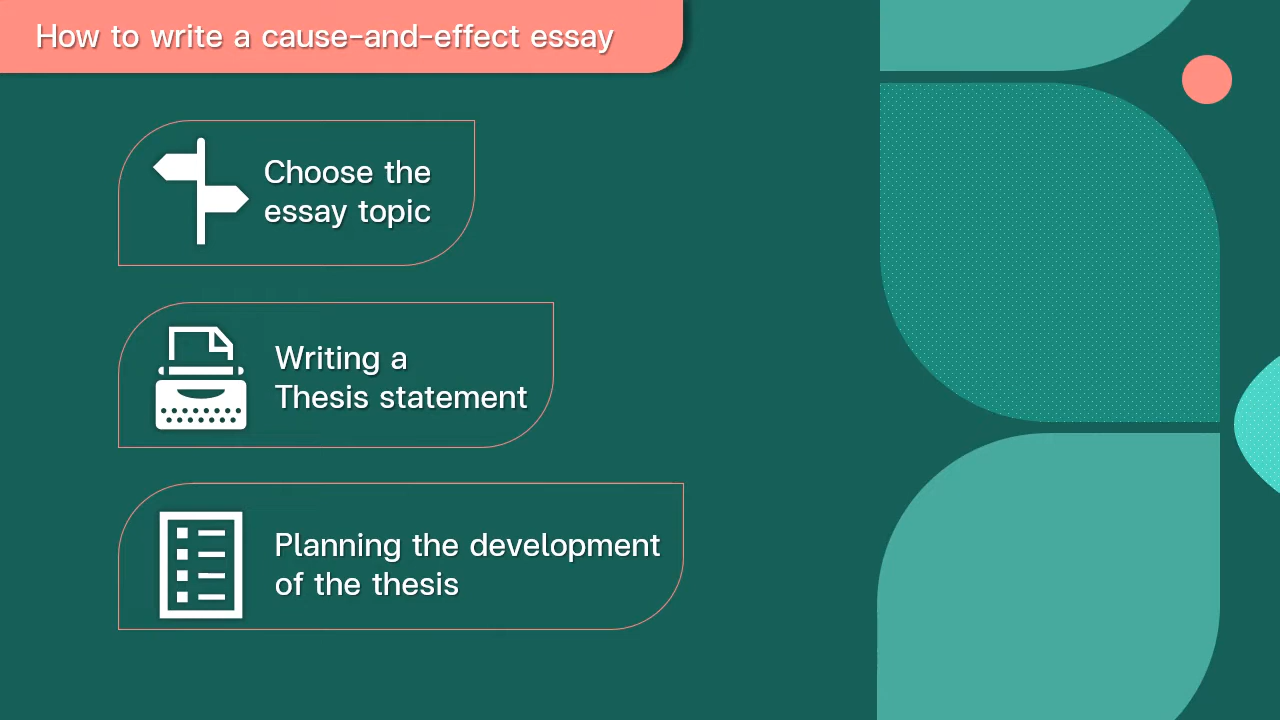 How to write a cause-and-effect essay
Choose the
essay topic
Writing a
Thesis statement
Planning the development
of the thesis